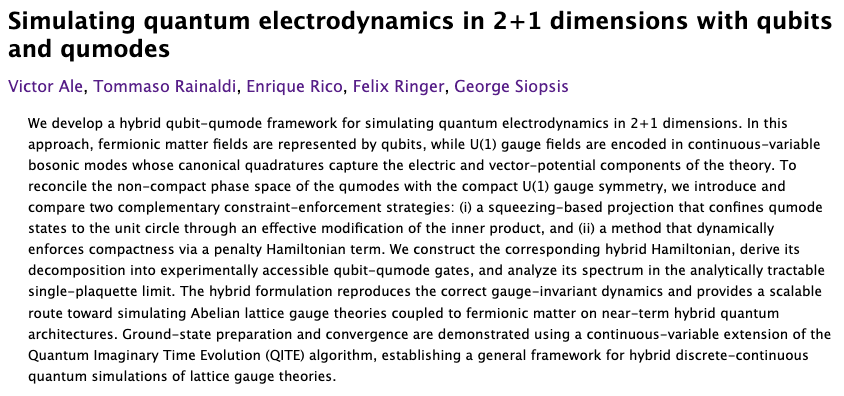 Simulating quantum electrodynamics in 2+1 dimensions with qubits
and qumodes
Victor Ale, Tommaso Rainaldi, Enrique Rico, Felix Ringer, George Siopsis
We develop a hybrid qubit–qumode framework for simulating quantum electrodynamics in 2+1 dimensions. In this
approach, fermionic matter fields are represented by qubits, while U(1) gauge fields are encoded in continuous-variable
bosonic modes whose canonical quadratures capture the electric and vector-potential components of the theory. To
reconcile the non-compact phase space of the qumodes with the compact U(1) gauge symmetry, we introduce and
compare two complementary constraint-enforcement strategies: (i) a squeezing-based projection that confines qumode
states to the unit circle through an effective modification of the inner product, and (ii) a method that dynamically
enforces compactness via a penalty Hamiltonian term. We construct the corresponding hybrid Hamiltonian, derive its
decomposition into experimentally accessible qubit-qumode gates, and analyze its spectrum in the analytically tractable
single-plaquette limit. The hybrid formulation reproduces the correct gauge-invariant dynamics and provides a scalable
route toward simulating Abelian lattice gauge theories coupled to fermionic matter on near-term hybrid quantum
architectures. Ground-state preparation and convergence are demonstrated using a continuous-variable extension of the
Quantum Imaginary Time Evolution (QITE) algorithm, establishing a general framework for hybrid discrete-continuous
quantum simulations of lattice gauge theories.